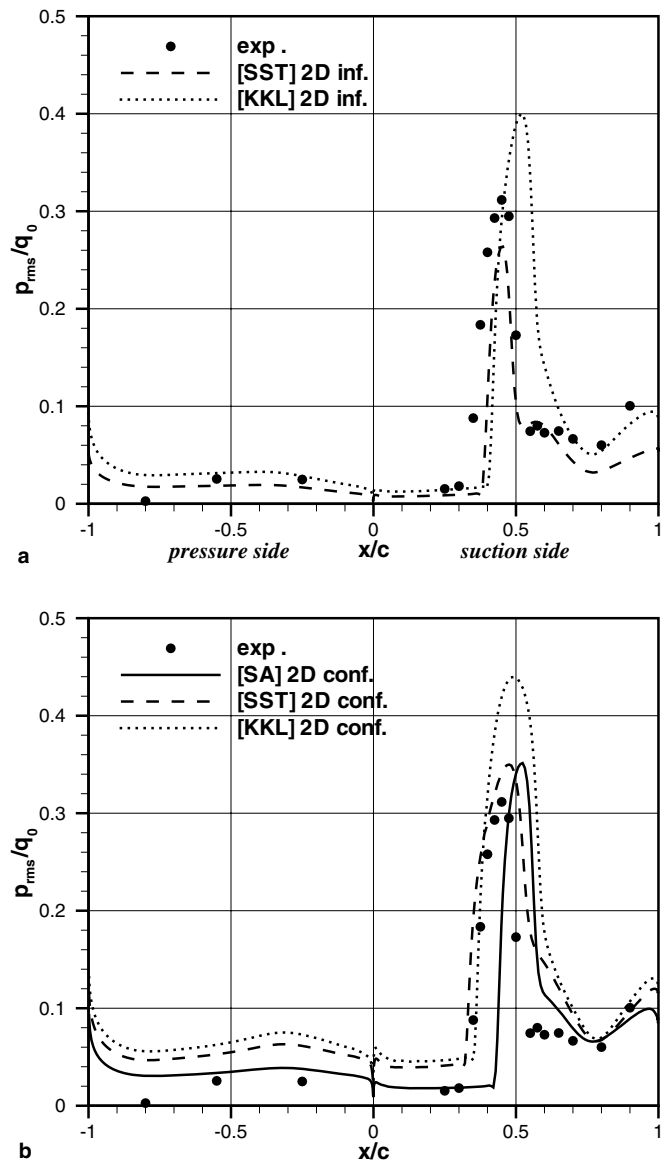 0.5
exp .
[SST] 2D inf.
[KKL] 2D inf.
0.4
0.3
p_rms/q_0
0.2
0.1
0
-1 -0.5 0 0.5 1
a pressure side x/c suction side
0.5
exp .
[SA] 2D conf.
[SST] 2D conf.
[KKL] 2D conf.
0.4
0.3
p_rms/q_0
0.2
0.1
0
-1 -0.5 0 0.5 1
b x/c